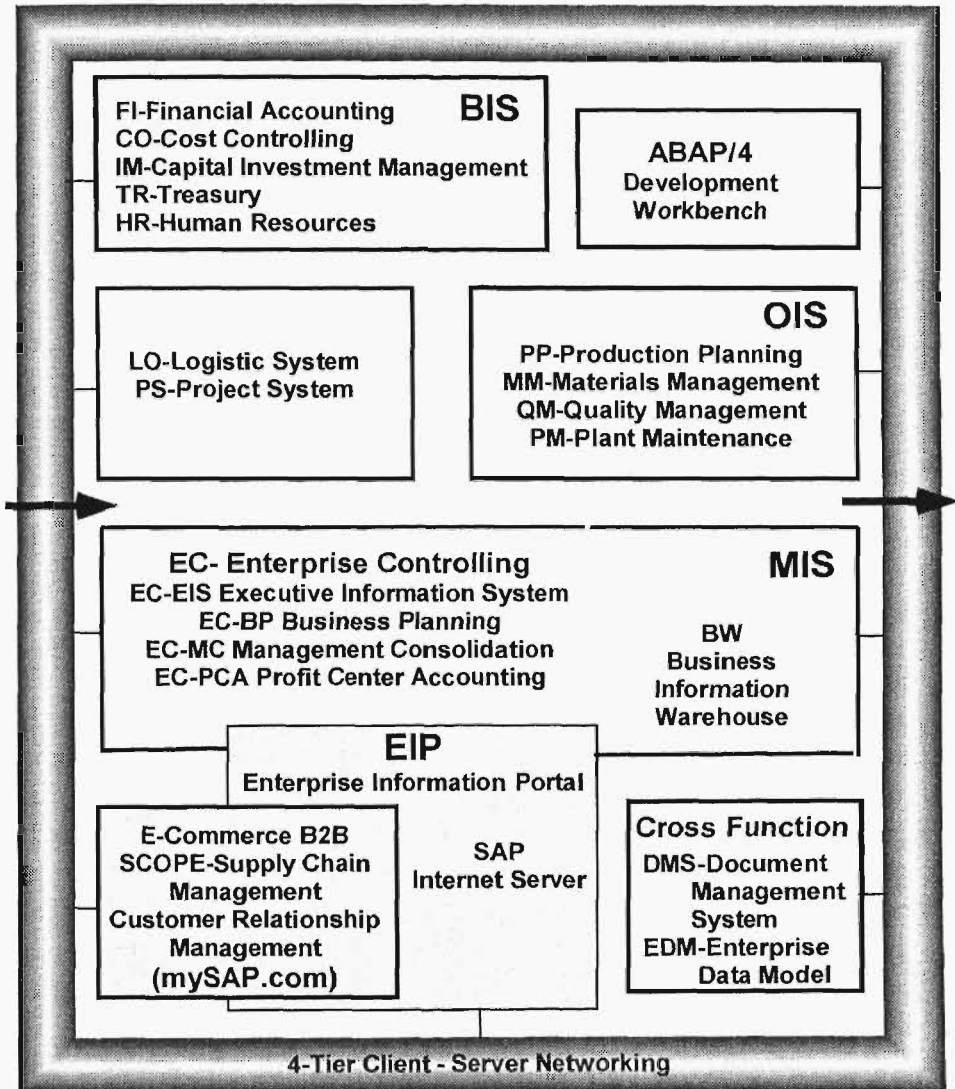 BIS
FI-Financial Accounting
CO-Cost Controlling
IM-Capital Investment Management
TR-Treasury
HR-Human Resources
ABAP/4
Development
Workbench
LO-Logistic System
PS-Project System
OIS
PP-Production Planning
MM-Materials Management
QM-Quality Management
PM-Plant Maintenance
EC- Enterprise Controlling
EC-EIS Executive Information System
EC-BP Business Planning
EC-MC Management Consolidation
EC-PCA Profit Center Accounting
MIS
BW
Business
Information
Warehouse
EIP
Enterprise Information Portal
SAP
Internet Server
E-Commerce B2B
SCOPE-Supply Chain
Management
Customer Relationship
Management
(mySAP.com)
Cross Function
DMS-Document
Management
System
EDM-Enterprise
Data Model
4-Tier Client - Server Networking